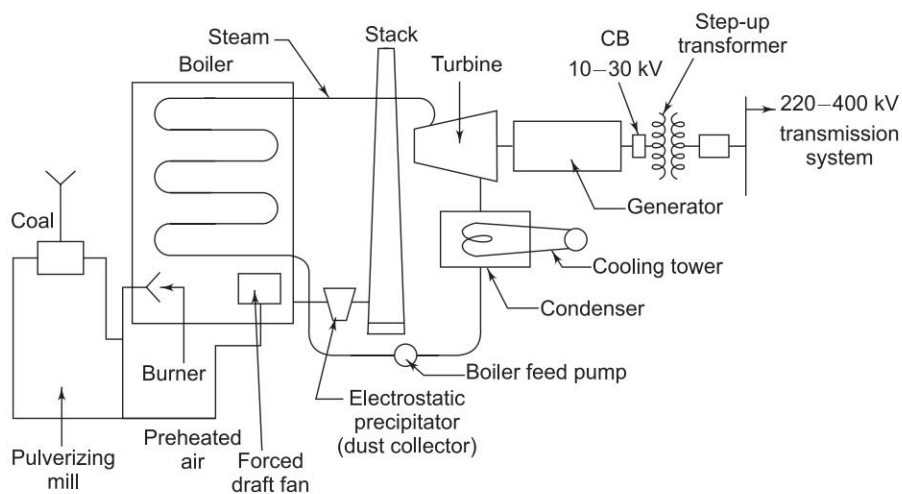 Stack
Step-up
transformer
Steam
CB
Boiler
Turbine
10–30 kV
220–400 kV
transmission
system
Coal
Generator
Cooling tower
Condenser
Burner
Boiler feed pump
Electrostatic
precipitator
(dust collector)
Preheated
air
Forced
draft fan
Pulverizing
mill